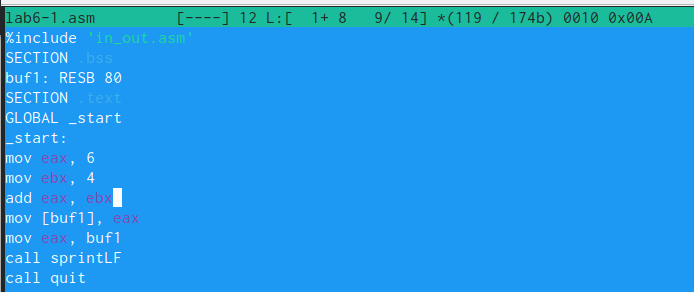 lab6-1.asm [----] 12 L:[ 1+ 8 9/ 14] *(119 / 174b) 0010 0x00A
%include 'in_out.asm'
SECTION .bss
buf1: RESB 80
SECTION .text
GLOBAL _start
_start:
mov eax, 6
mov ebx, 4
add eax, ebx
mov [buf1], eax
mov eax, buf1
call sprintLF
call quit